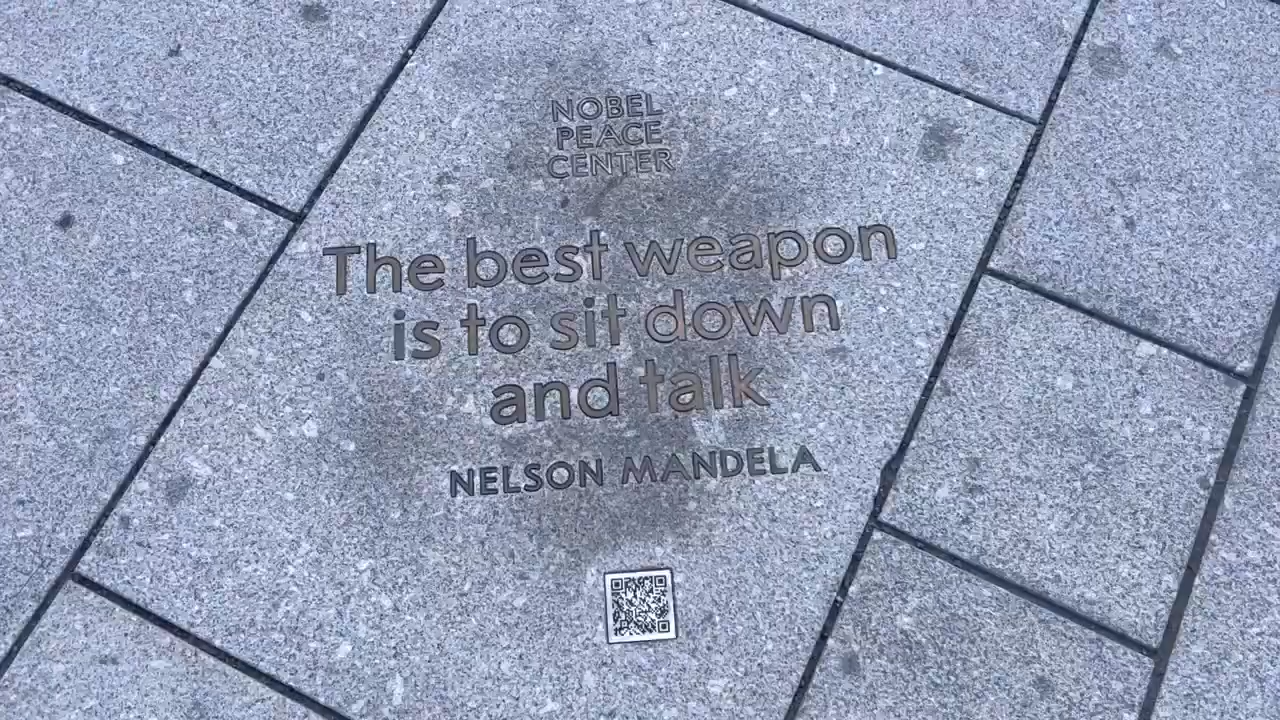 NOBEL
PEACE
CENTER
The best weapon
is to sit down
and talk
NELSON MANDELA